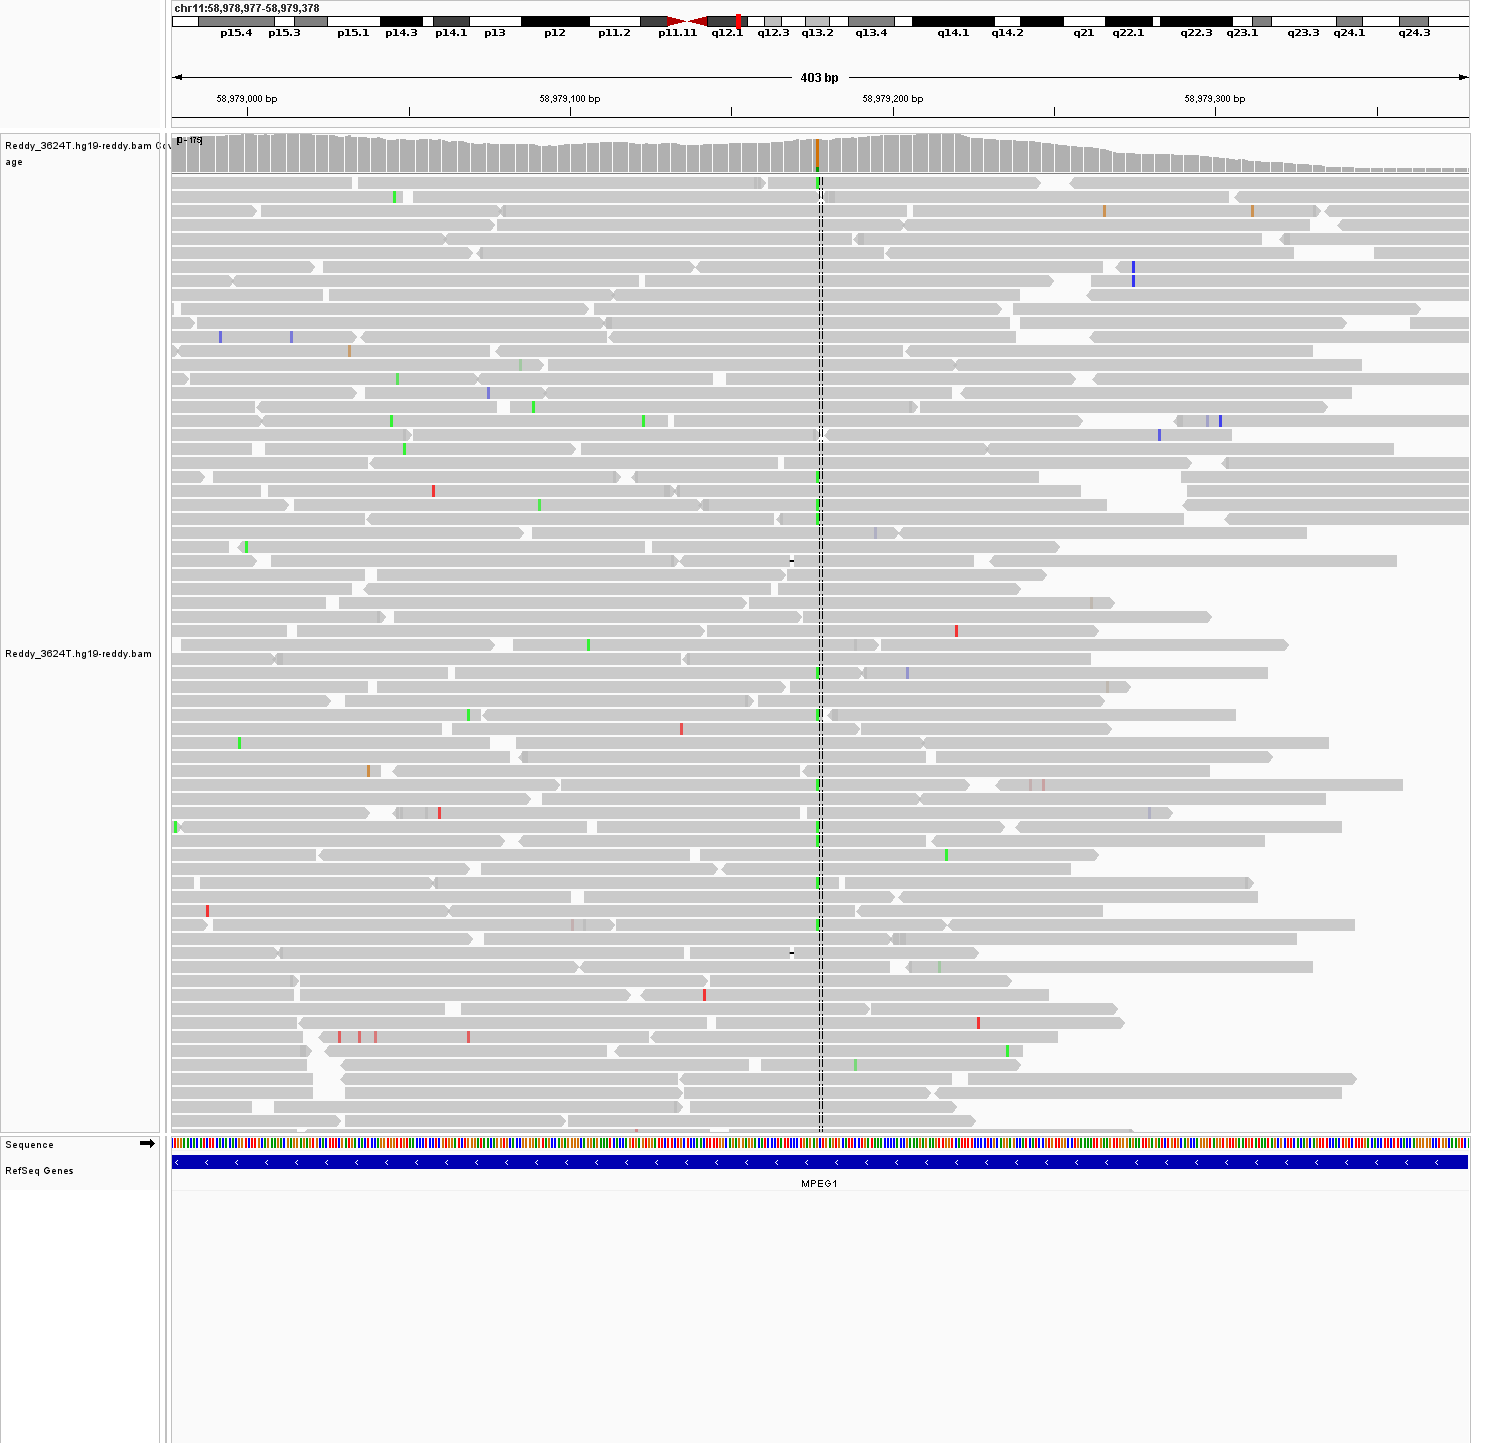 chr11:58,978,977-58,979,378
p15.4 p15.3 p15.1 p14.3 p14.1 p13 p12 p11.2 p11.11 q12.1 q12.3 q13.2 q13.4 q14.1 q14.2 q21 q22.1 q22.3 q23.1 q23.3 q24.1 q24.3
403 bp
58,979,000 bp 58,979,100 bp 58,979,200 bp 58,979,300 bp
[0 - 175]
Reddy_3624T.hg19-reddy.bam Cov
age
Reddy_3624T.hg19-reddy.bam
Sequence
RefSeq Genes
MPEG1